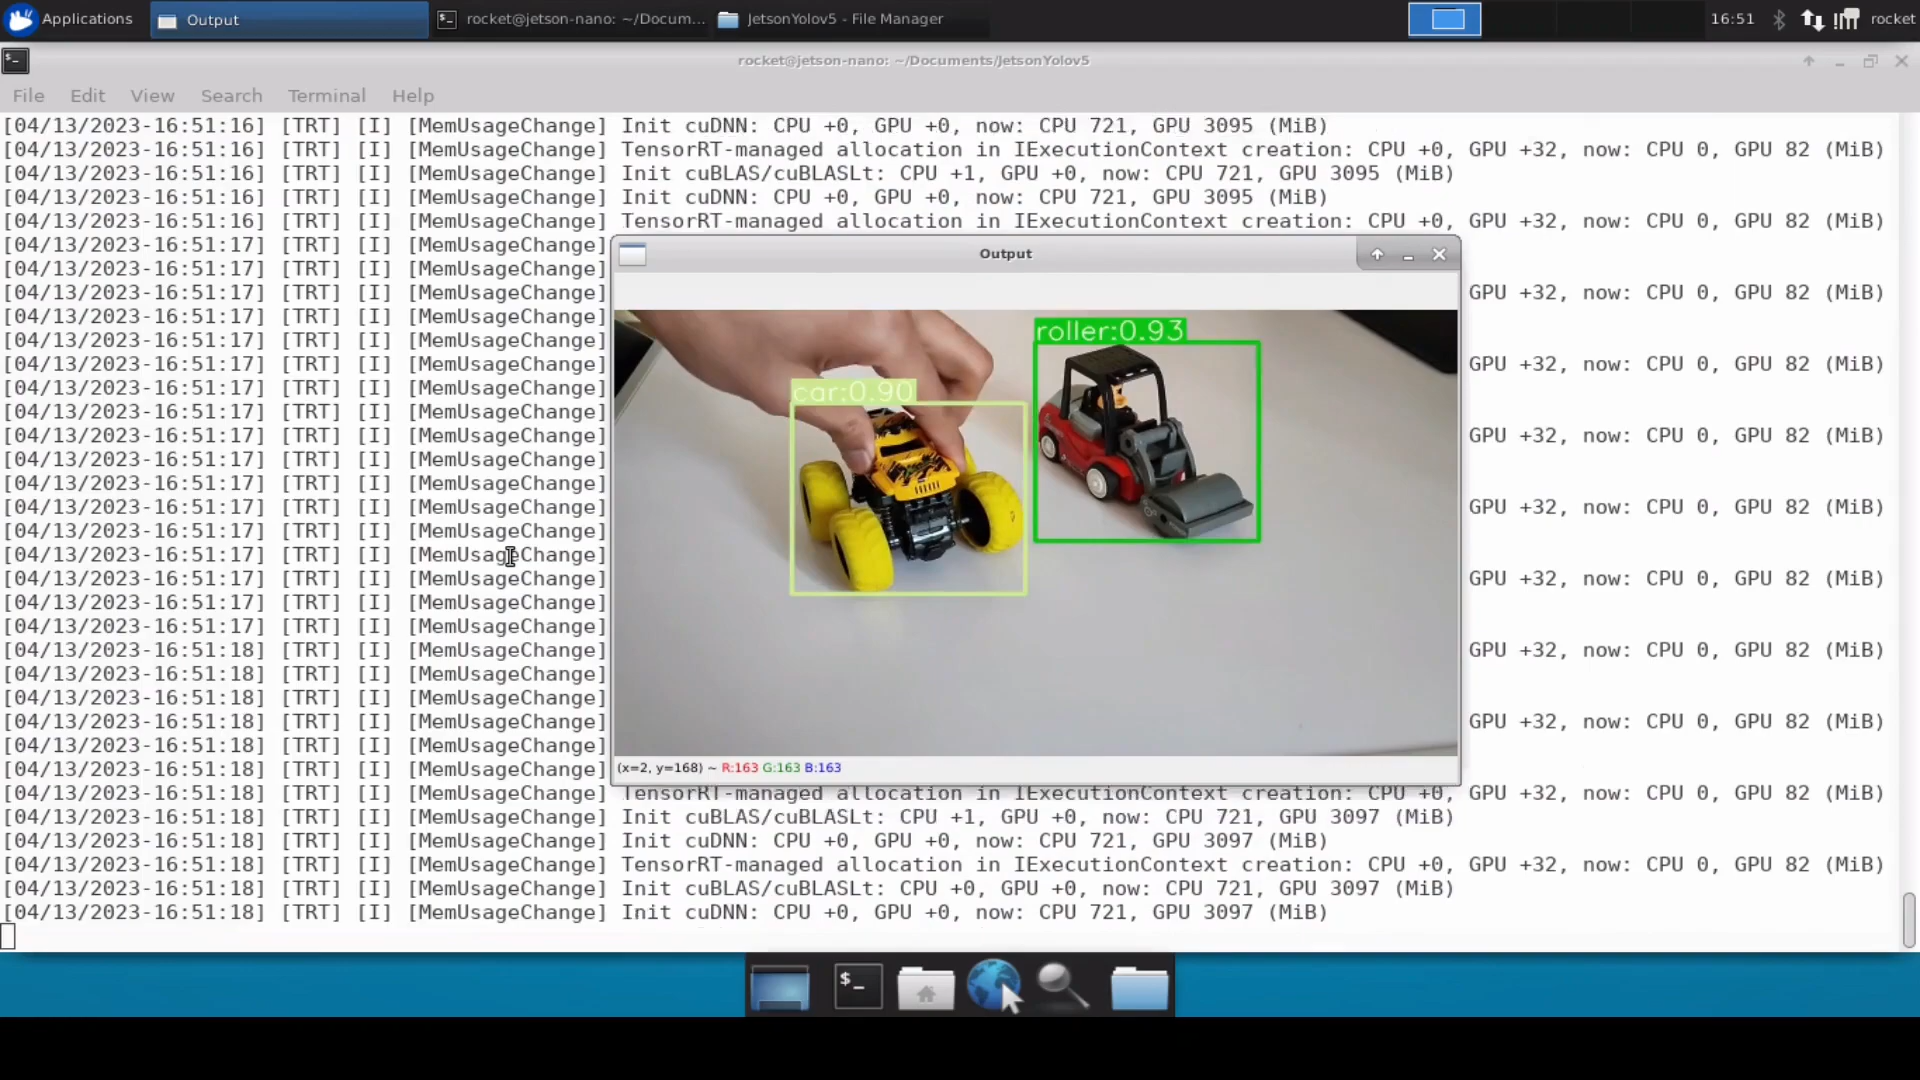 Applications
Output
rocket@jetson-nano: ~/Docum...
JetsonYolov5 - File Manager
16:51
rocket
rocket@jetson-nano: ~/Documents/JetsonYolov5
File Edit View Search Terminal Help
[04/13/2023-16:51:16] [TRT] [I] [MemUsageChange] Init cuDNN: CPU +0, GPU +0, now: CPU 721, GPU 3095 (MiB)
[04/13/2023-16:51:16] [TRT] [I] [MemUsageChange] TensorRT-managed allocation in IExecutionContext creation: CPU +0, GPU +32, now: CPU 0, GPU 82 (MiB)
[04/13/2023-16:51:16] [TRT] [I] [MemUsageChange] Init cuBLAS/cuBLASLt: CPU +1, GPU +0, now: CPU 721, GPU 3095 (MiB)
[04/13/2023-16:51:16] [TRT] [I] [MemUsageChange] Init cuDNN: CPU +0, GPU +0, now: CPU 721, GPU 3095 (MiB)
[04/13/2023-16:51:16] [TRT] [I] [MemUsageChange] TensorRT-managed allocation in IExecutionContext creation: CPU +0, GPU +32, now: CPU 0, GPU 82 (MiB)
[04/13/2023-16:51:17] [TRT] [I] [MemUsageChange]
[04/13/2023-16:51:17] [TRT] [I] [MemUsageChange]
[04/13/2023-16:51:17] [TRT] [I] [MemUsageChange] GPU +32, now: CPU 0, GPU 82 (MiB)
[04/13/2023-16:51:17] [TRT] [I] [MemUsageChange]
[04/13/2023-16:51:17] [TRT] [I] [MemUsageChange]
[04/13/2023-16:51:17] [TRT] [I] [MemUsageChange] GPU +32, now: CPU 0, GPU 82 (MiB)
[04/13/2023-16:51:17] [TRT] [I] [MemUsageChange]
[04/13/2023-16:51:17] [TRT] [I] [MemUsageChange]
[04/13/2023-16:51:17] [TRT] [I] [MemUsageChange] GPU +32, now: CPU 0, GPU 82 (MiB)
[04/13/2023-16:51:17] [TRT] [I] [MemUsageChange]
[04/13/2023-16:51:17] [TRT] [I] [MemUsageChange]
[04/13/2023-16:51:17] [TRT] [I] [MemUsageChange] GPU +32, now: CPU 0, GPU 82 (MiB)
[04/13/2023-16:51:17] [TRT] [I] [MemUsageChange]
[04/13/2023-16:51:17] [TRT] [I] [MemUsageChange]
[04/13/2023-16:51:17] [TRT] [I] [MemUsageChange] GPU +32, now: CPU 0, GPU 82 (MiB)
[04/13/2023-16:51:17] [TRT] [I] [MemUsageChange]
[04/13/2023-16:51:17] [TRT] [I] [MemUsageChange]
[04/13/2023-16:51:18] [TRT] [I] [MemUsageChange] GPU +32, now: CPU 0, GPU 82 (MiB)
[04/13/2023-16:51:18] [TRT] [I] [MemUsageChange]
[04/13/2023-16:51:18] [TRT] [I] [MemUsageChange]
[04/13/2023-16:51:18] [TRT] [I] [MemUsageChange] GPU +32, now: CPU 0, GPU 82 (MiB)
[04/13/2023-16:51:18] [TRT] [I] [MemUsageChange]
[04/13/2023-16:51:18] [TRT] [I] [MemUsageChange]
[04/13/2023-16:51:18] [TRT] [I] [MemUsageChange] TensorRT-managed allocation in IExecutionContext creation: CPU +0, GPU +32, now: CPU 0, GPU 82 (MiB)
[04/13/2023-16:51:18] [TRT] [I] [MemUsageChange] Init cuBLAS/cuBLASLt: CPU +1, GPU +0, now: CPU 721, GPU 3097 (MiB)
[04/13/2023-16:51:18] [TRT] [I] [MemUsageChange] Init cuDNN: CPU +0, GPU +0, now: CPU 721, GPU 3097 (MiB)
[04/13/2023-16:51:18] [TRT] [I] [MemUsageChange] TensorRT-managed allocation in IExecutionContext creation: CPU +0, GPU +32, now: CPU 0, GPU 82 (MiB)
[04/13/2023-16:51:18] [TRT] [I] [MemUsageChange] Init cuBLAS/cuBLASLt: CPU +0, GPU +0, now: CPU 721, GPU 3097 (MiB)
[04/13/2023-16:51:18] [TRT] [I] [MemUsageChange] Init cuDNN: CPU +0, GPU +0, now: CPU 721, GPU 3097 (MiB)
Output
roller:0.93
car:0.90
(x=2, y=168) ~ R:163 G:163 B:163
$_